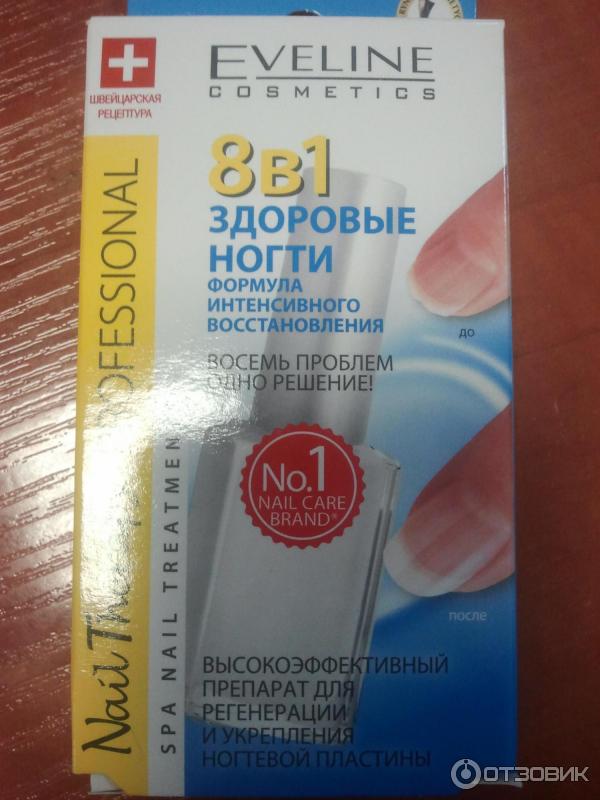 ШВЕЙЦАРСКАЯ
РЕЦЕПТУРА
EVELINE
COSMETICS
8в1
ЗДОРОВЫЕ
НОГТИ
ФОРМУЛА
ИНТЕНСИВНОГО
ВОССТАНОВЛЕНИЯ
ВОСЕМЬ ПРОБЛЕМ
ОДНО РЕШЕНИЕ!
до
No.1
NAIL CARE
BRAND®
после
ВЫСОКОЭФФЕКТИВНЫЙ
ПРЕПАРАТ ДЛЯ
РЕГЕНЕРАЦИИ
И УКРЕПЛЕНИЯ
НОГТЕВОЙ ПЛАСТИНЫ
Nail
SPA NAIL TREATMEN
ОТЗОВИК